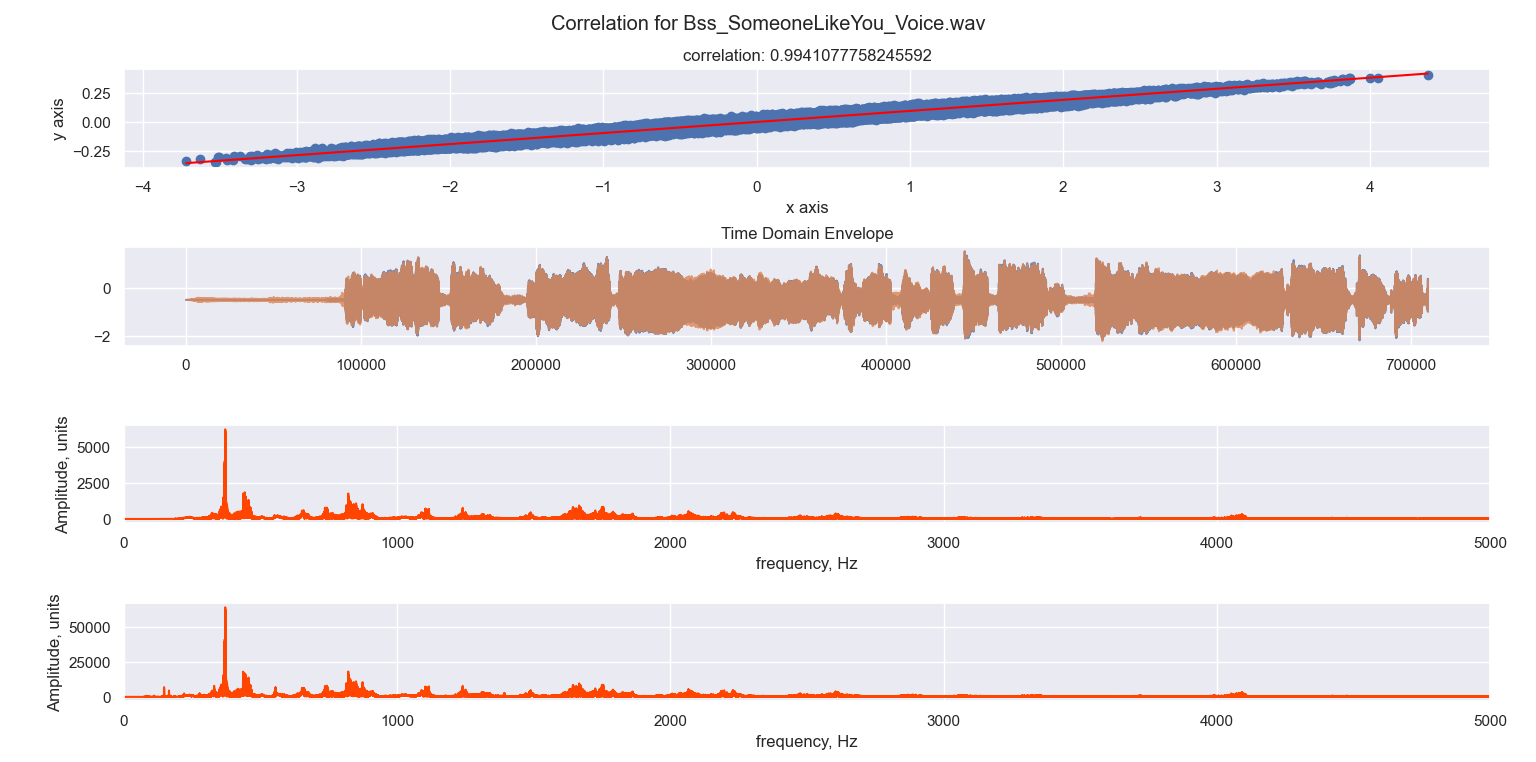 Correlation for Bss_SomeoneLikeYou_Voice.wav
correlation: 0.9941077758245592
y axis
0.25
0.00
−0.25
−4 −3 −2 −1 0 1 2 3 4
x axis
Time Domain Envelope
0
−2
0 100000 200000 300000 400000 500000 600000 700000
Amplitude, units
5000
2500
0
0 1000 2000 3000 4000 5000
frequency, Hz
Amplitude, units
50000
25000
0
0 1000 2000 3000 4000 5000
frequency, Hz